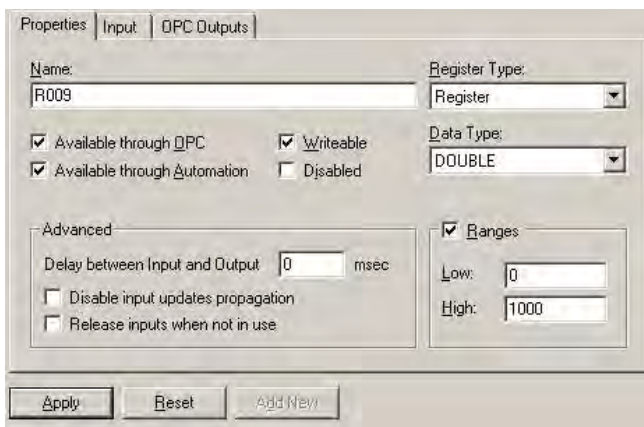 Properties Input OPC Outputs
Name: Register Type:
R009 Register
Available through OPC Writeable Data Type:
Available through Automation Disabled DOUBLE
Advanced Ranges
Delay between Input and Output 0 msec Low: 0
Disable input updates propagation High: 1000
Release inputs when not in use
Apply Reset Add New